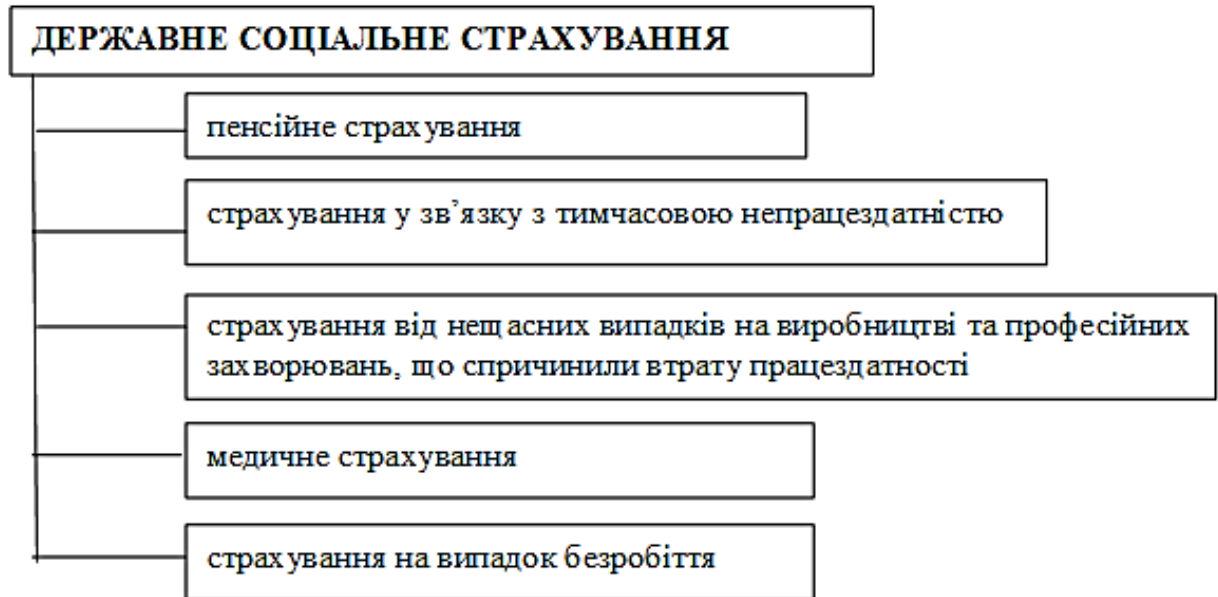 ДЕРЖАВНЕ СОЦІАЛЬНЕ СТРАХУВАННЯ
пенсійне страхування
страхування у зв’язку з тимчасовою непрацездатністю
страхування від нещасних випадків на виробництві та професійних
захворювань, що спричинили втрату працездатності
медичне страхування
страхування на випадок безробіття